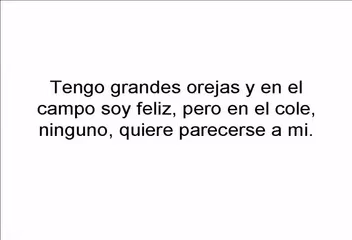 Tengo grandes orejas y en el
campo soy feliz, pero en el cole,
ninguno, quiere parecerse a mi.